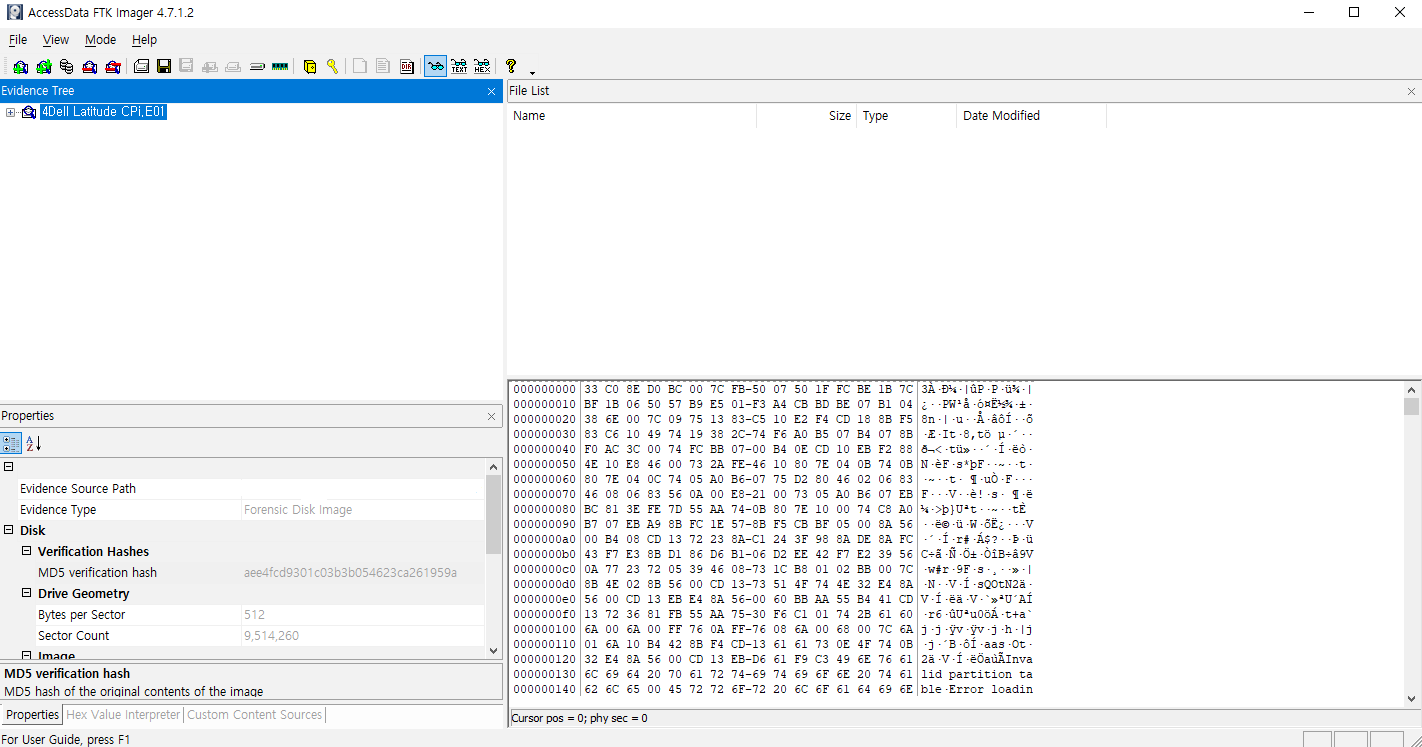 AccessData FTK Imager 4.7.1.2
File View Mode Help
TEXT HEX
Evidence Tree
4Dell Latitude CPi,E01
File List
Name Size Type Date Modified
Properties
Evidence Source Path
Evidence Type Forensic Disk Image
Disk
Verification Hashes
MD5 verification hash aee4fcd9301c03b3b054623ca261959a
Drive Geometry
Bytes per Sector 512
Sector Count 9,514,260
Image
MD5 verification hash
MD5 hash of the original contents of the image
Properties Hex Value Interpreter Custom Content Sources
000000000 33 C0 8E D0 BC 00 7C FB-50 07 50 1F FC BE 1B 7C 3À·Ð¼·|ûP·P·ü¾·|
000000010 BF 1B 06 50 57 B9 E5 01-F3 A4 CB BD BE 07 B1 04 ¿··PW¹å·ó¤Ë½¾·±·
000000020 38 6E 00 7C 09 75 13 83-C5 10 E2 F4 CD 18 8B F5 8n·|·u··Å·âôÍ··õ
000000030 83 C6 10 49 74 19 38 2C-74 F6 A0 B5 07 B4 07 8B ·Æ·It·8,tö µ·´··
000000040 F0 AC 3C 00 74 FC BB 07-00 B4 0E CD 10 EB F2 88 ð¬<·tü»··´·Í·ëò·
000000050 4E 10 E8 46 00 73 2A FE-46 10 80 7E 04 0B 74 0B N·èF·s*þF··~··t·
000000060 80 7E 04 0C 74 05 A0 B6-07 75 D2 80 46 02 06 83 ·~··t· ¶·uÒ·F···
000000070 46 08 06 83 56 0A 00 E8-21 00 73 05 A0 B6 07 EB F···V··è!·s· ¶·ë
000000080 BC 81 3E FE 7D 55 AA 74-0B 80 7E 10 00 74 C8 A0 ¼·>þ}Uªt··~··tÈ
000000090 B7 07 EB A9 8B FC 1E 57-8B F5 CB BF 05 00 8A 56 ··ë©·ü·W·õË¿···V
0000000a0 00 B4 08 CD 13 72 23 8A-C1 24 3F 98 8A DE 8A FC ·´·Í·r#·Á$?··Þ·ü
0000000b0 43 F7 E3 8B D1 86 D6 B1-06 D2 EE 42 F7 E2 39 56 C÷ã·Ñ·Ö±·ÒîB÷â9V
0000000c0 0A 77 23 72 05 39 46 08-73 1C B8 01 02 BB 00 7C ·w#r·9F·s·¸··»·|
0000000d0 8B 4E 02 8B 56 00 CD 13-73 51 4F 74 4E 32 E4 8A ·N··V·Í·sQOtN2ä·
0000000e0 56 00 CD 13 EB E4 8A 56-00 60 BB AA 55 B4 41 CD V·Í·ëä·V·`»ªU´AÍ
0000000f0 13 72 36 81 FB 55 AA 75-30 F6 C1 01 74 2B 61 60 ·r6·ûUªu0öÁ·t+a`
000000100 6A 00 6A 00 FF 76 0A FF-76 08 6A 00 68 00 7C 6A j·j·ÿv·ÿv·j·h·|j
000000110 01 6A 10 B4 42 8B F4 CD-13 61 61 73 0E 4F 74 0B ·j·´B·ôÍ·aas·Ot·
000000120 32 E4 8A 56 00 CD 13 EB-D6 61 F9 C3 49 6E 76 61 2ä·V·Í·ëÖaùÃInva
000000130 6C 69 64 20 70 61 72 74-69 74 69 6F 6E 20 74 61 lid partition ta
000000140 62 6C 65 00 45 72 72 6F-72 20 6C 6F 61 64 69 6E ble·Error loadin
Cursor pos = 0; phy sec = 0
For User Guide, press F1